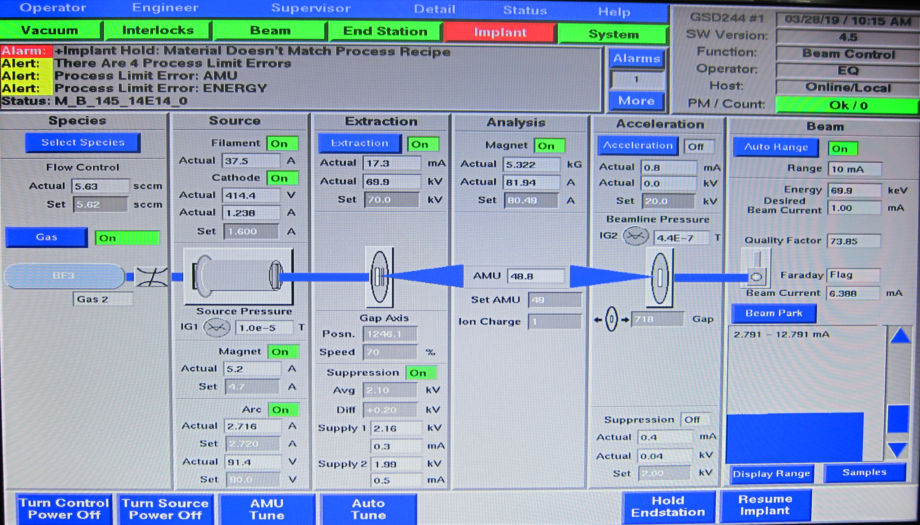 Operator Engineer Supervisor Detail Status Help
Vacuum Interlocks Beam End Station Implant System
Alarm: +Implant Hold: Material Doesn't Match Process Recipe
Alert: There Are 4 Process Limit Errors
Alert: Process Limit Error: AMU
Alert: Process Limit Error: ENERGY
Status: M_B_145_14E14_0
Alarms
1
More
GSD244 #1 03/28/19 / 10:15 AM
SW Version: 4.5
Function: Beam Control
Operator: EQ
Host: Online/Local
PM / Count: Ok / 0
Species
Select Species
Flow Control
Actual 5.63 sccm
Set 5.62 sccm
Gas On
BF3
Gas 2
Source
Filament On
Actual 37.5 A
Cathode On
Actual 414.4 V
Actual 1.238 A
Set 1.600 A
Source Pressure
IG1 1.0e-5 T
Magnet On
Actual 5.2 A
Set 4.7 A
Arc On
Actual 2.716 A
Set 2.720 A
Actual 91.4 V
Set 90.0 V
Extraction
Extraction On
Actual 17.3 mA
Actual 69.9 kV
Set 70.0 kV
Gap Axis
Posn. 1246.1
Speed 70 %
Suppression On
Avg 2.10 kV
Diff +0.20 kV
Supply 1 2.16 kV
0.3 mA
Supply 2 1.99 kV
0.5 mA
Analysis
Magnet On
Actual 5.322 kG
Actual 81.94 A
Set 80.49 A
AMU 48.8
Set AMU 49
Ion Charge 1
Acceleration
Acceleration Off
Actual 0.8 mA
Actual 0.0 kV
Set 20.0 kV
Beamline Pressure
IG2 4.4E-7 T
718 Gap
Suppression Off
Actual 0.4 mA
Actual 0.04 kV
Set 2.00 kV
Beam
Auto Range On
Range 10 mA
Energy 69.9 keV
Desired
Beam Current 1.00 mA
Quality Factor 73.85
Faraday Flag
Beam Current 6.388 mA
Beam Park
2.791 - 12.791 mA
Display Range Samples
Turn Control Power Off
Turn Source Power Off
AMU Tune
Auto Tune
Hold Endstation
Resume Implant